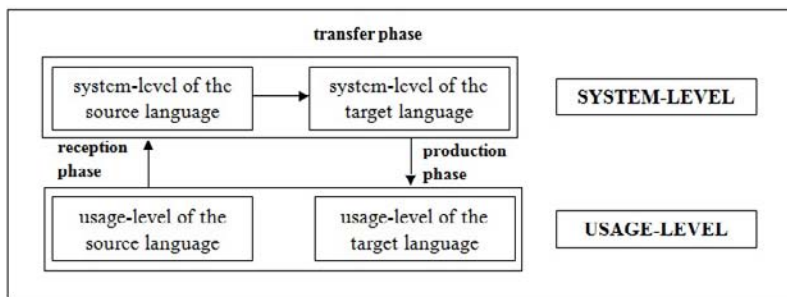 transfer phase
system-level of the
source language
system-level of the
target language
SYSTEM-LEVEL
reception
phase
production
phase
usage-level of the
source language
usage-level of the
target language
USAGE-LEVEL